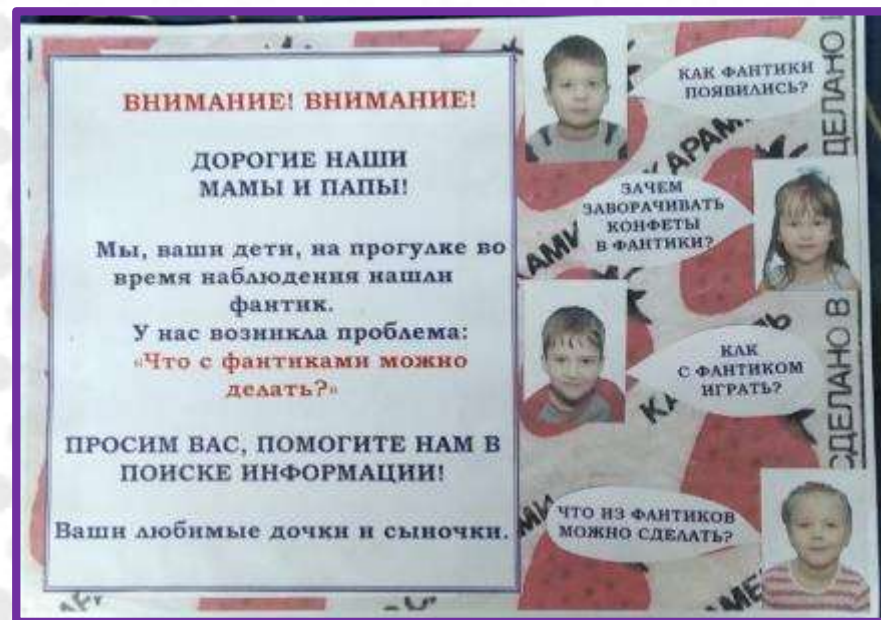 ВНИМАНИЕ! ВНИМАНИЕ!
ДОРОГИЕ НАШИ
МАМЫ И ПАПЫ!
Мы, ваши дети, на прогулке во
время наблюдения нашли
фантик.
У нас возникла проблема:
«Что с фантиками можно
делать?»
ПРОСИМ ВАС, ПОМОГИТЕ НАМ В
ПОИСКЕ ИНФОРМАЦИИ!
Ваши любимые дочки и сыночки.
КАК ФАНТИКИ
ПОЯВИЛИСЬ?
ЗАЧЕМ
ЗАВОРАЧИВАТЬ
КОНФЕТЫ
В ФАНТИКИ?
КАК
С ФАНТИКОМ
ИГРАТЬ?
ЧТО ИЗ ФАНТИКОВ
МОЖНО СДЕЛАТЬ?
СДЕЛАНО В